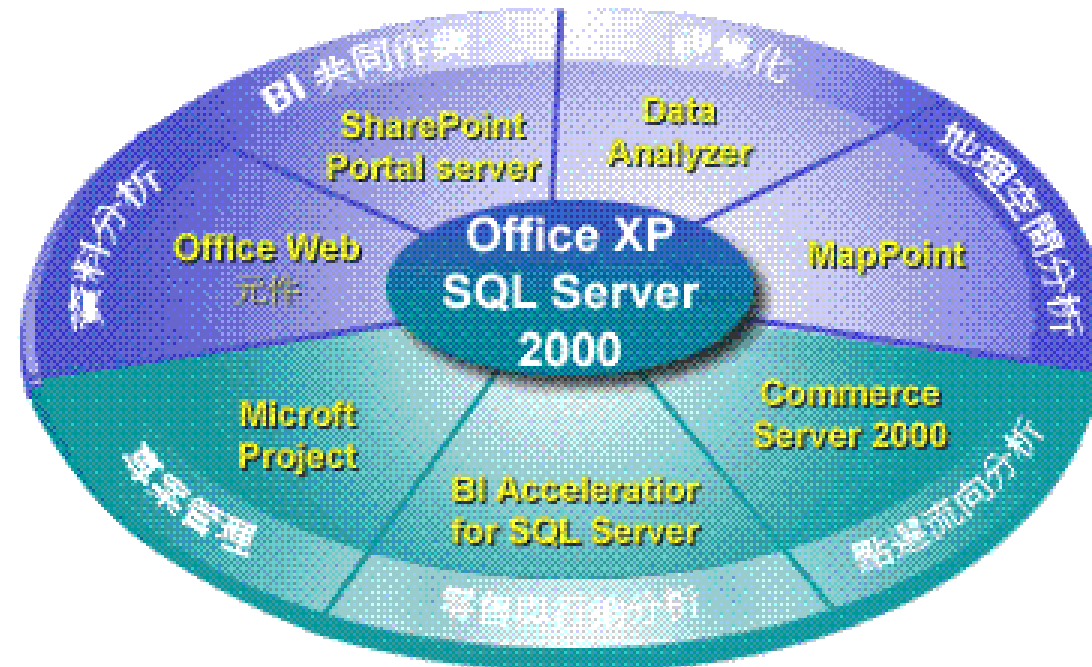 BI 共同作業
SharePoint
Portal server
Data
Analyzer
地理空間分析
資料分析
Office Web
元件
Office XP
SQL Server
2000
MapPoint
Microft
Project
Commerce
Server 2000
BI Acceleratior
for SQL Server
專案管理
點選流向分析